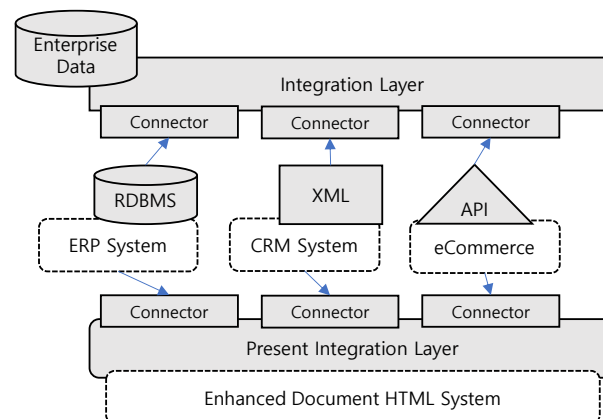 Enterprise
Data
Integration Layer
Connector
Connector
Connector
RDBMS
XML
API
ERP System
CRM System
eCommerce
Connector
Connector
Connector
Present Integration Layer
Enhanced Document HTML System